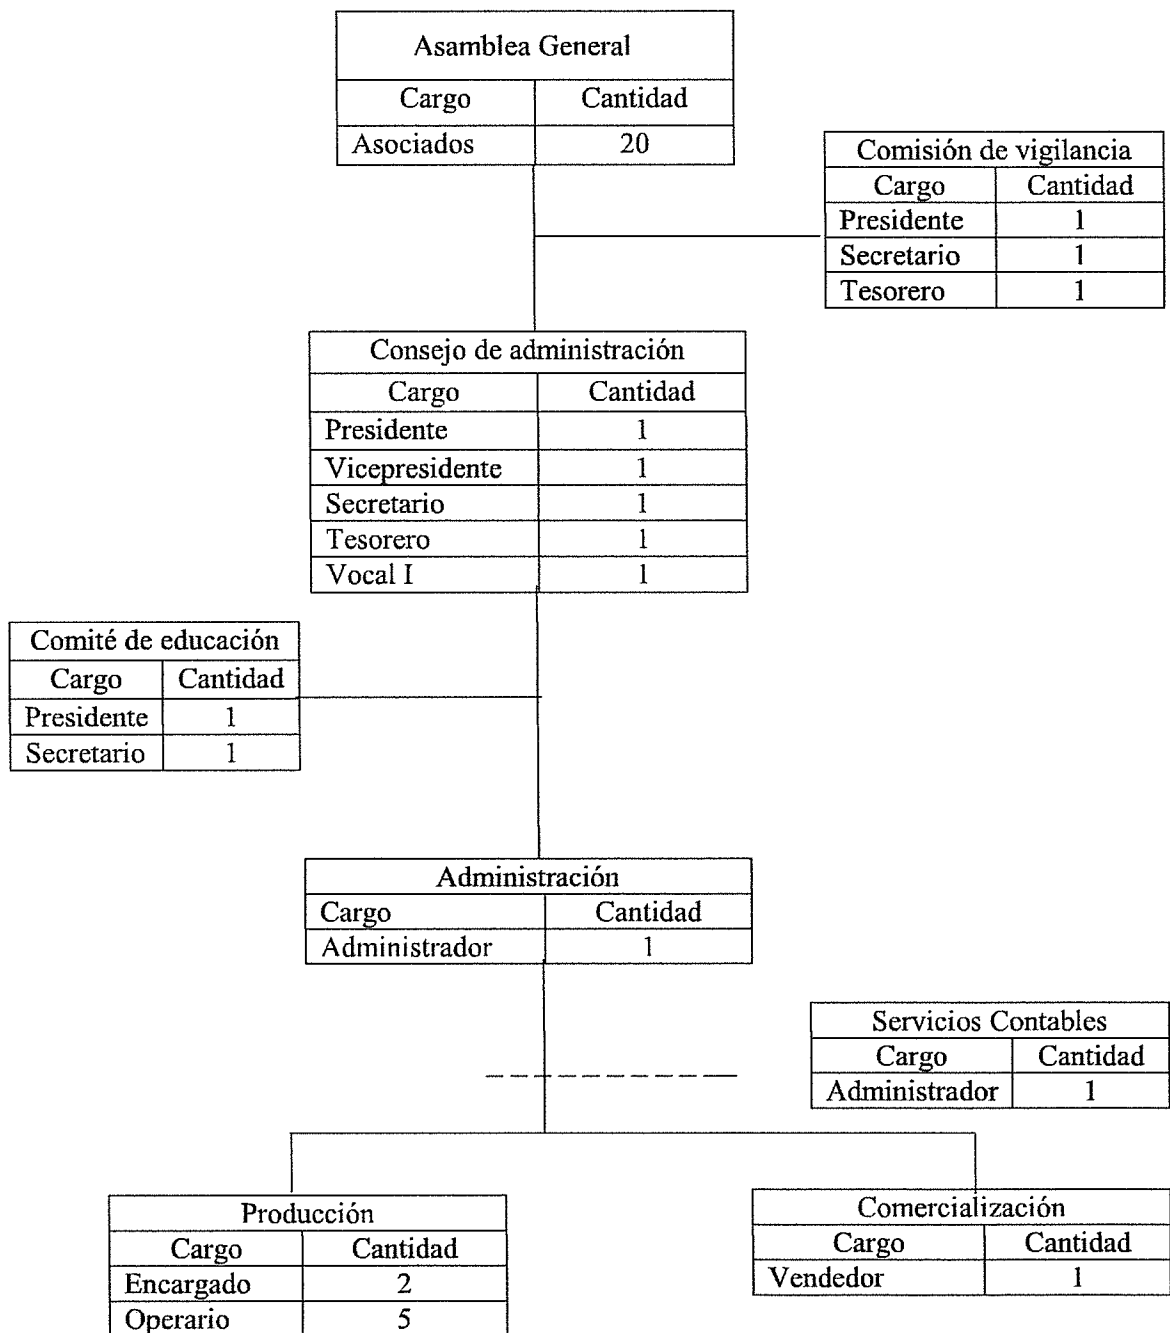 Asamblea General
Cargo Cantidad
Asociados 20
Comisión de vigilancia
Cargo Cantidad
Presidente 1
Secretario 1
Tesorero 1
Consejo de administración
Cargo Cantidad
Presidente 1
Vicepresidente 1
Secretario 1
Tesorero 1
Vocal I 1
Comité de educación
Cargo Cantidad
Presidente 1
Secretario 1
Administración
Cargo Cantidad
Administrador 1
Servicios Contables
Cargo Cantidad
Administrador 1
Producción
Cargo Cantidad
Encargado 2
Operario 5
Comercialización
Cargo Cantidad
Vendedor 1